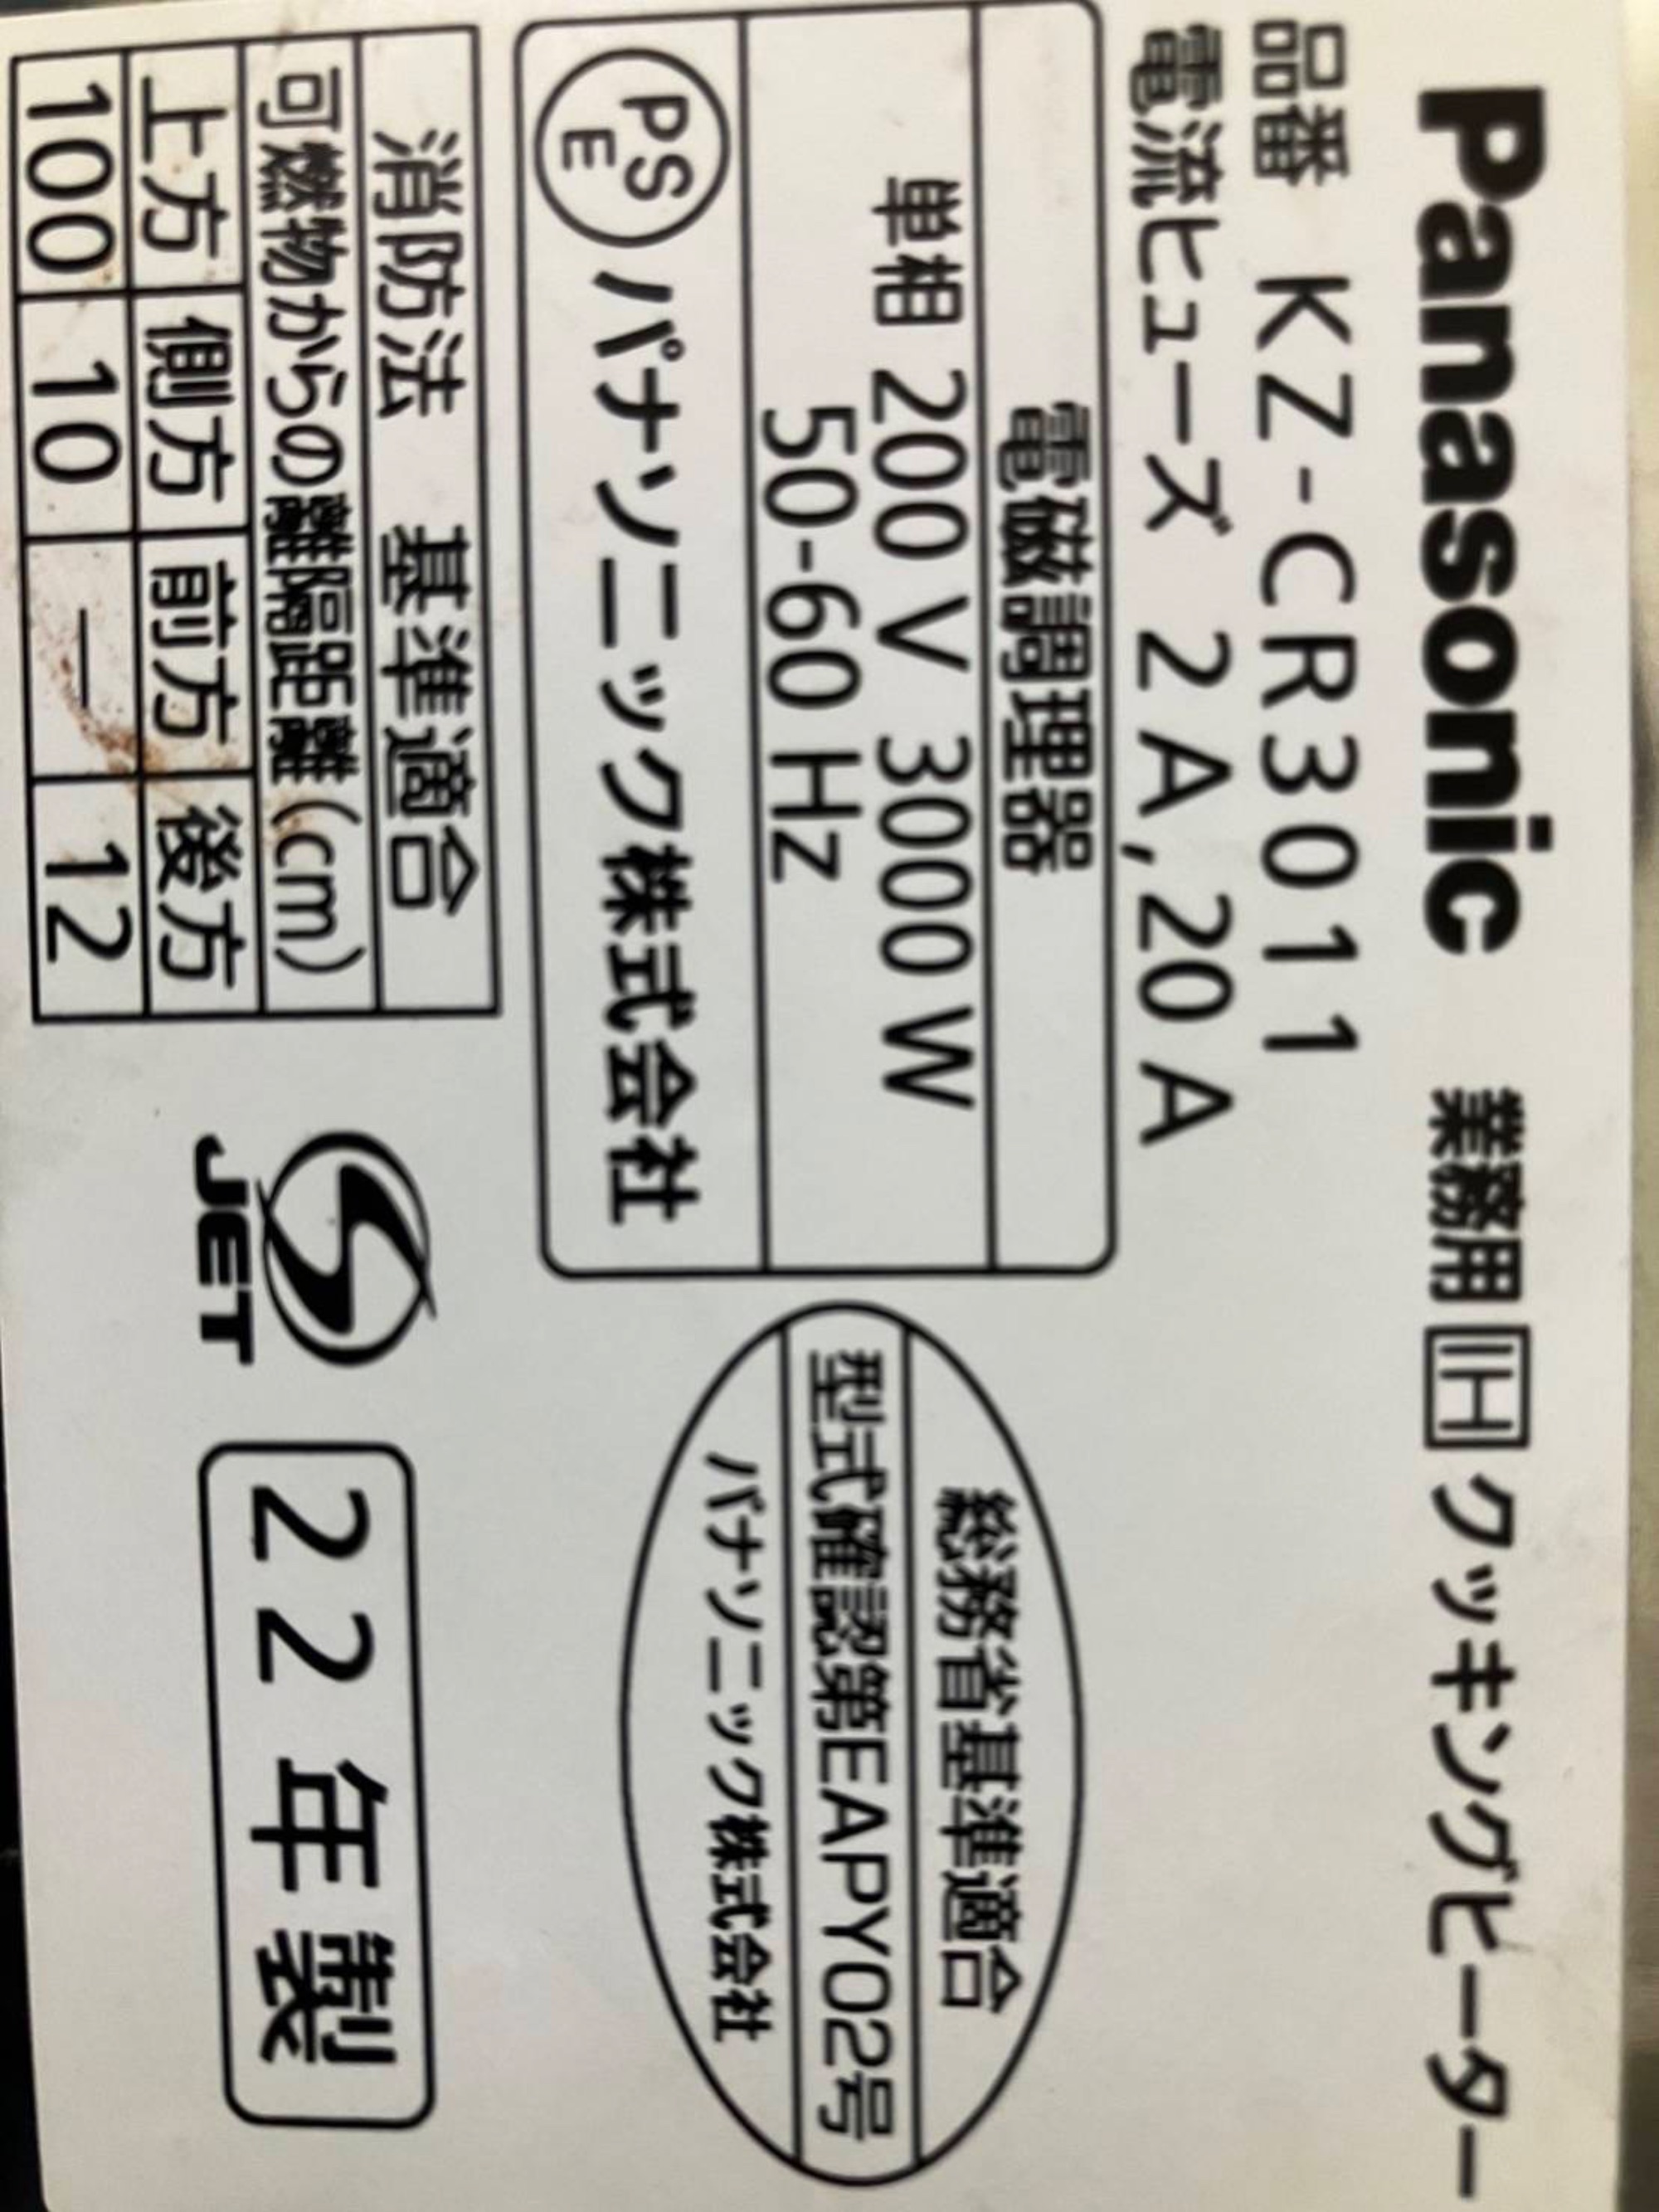 Panasonic 業務用 IH クッキングヒーター
品番 KZ-CR3011
電流ヒューズ 2A,20A
電磁調理器
単相 200 V 3000 W
50-60 Hz
PS
E
パナソニック株式会社
総務省基準適合
型式確認第EAPY02号
パナソニック株式会社
消防法 基準適合
可燃物からの離隔距離(cm)
上方 側方 前方 後方
100 10 — 12
S
JET
22年製